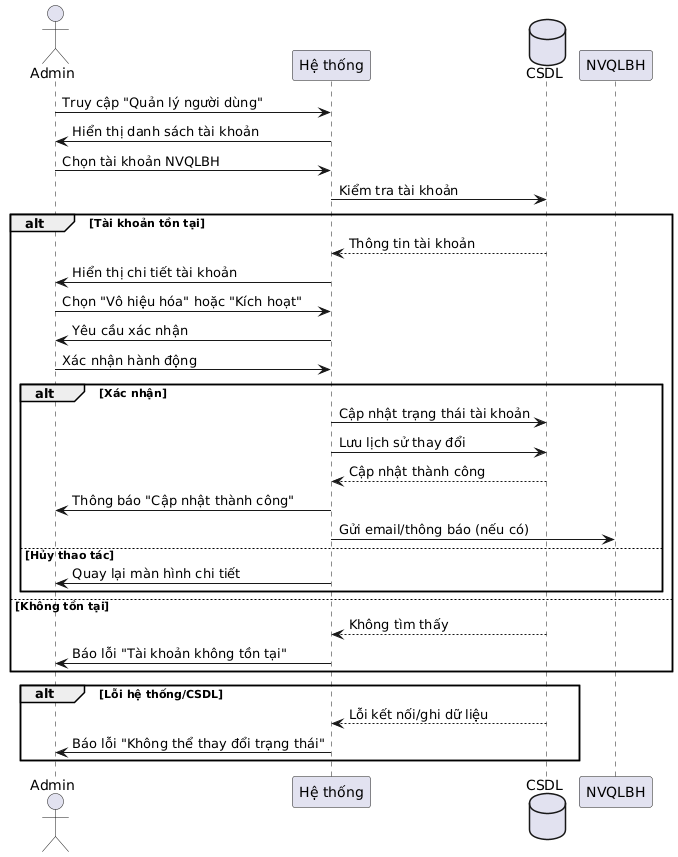 Admin
Hệ thống
CSDL
NVQLBH
Truy cập "Quản lý người dùng"
Hiển thị danh sách tài khoản
Chọn tài khoản NVQLBH
Kiểm tra tài khoản
alt [Tài khoản tồn tại]
Thông tin tài khoản
Hiển thị chi tiết tài khoản
Chọn "Vô hiệu hóa" hoặc "Kích hoạt"
Yêu cầu xác nhận
Xác nhận hành động
alt [Xác nhận]
Cập nhật trạng thái tài khoản
Lưu lịch sử thay đổi
Cập nhật thành công
Thông báo "Cập nhật thành công"
Gửi email/thông báo (nếu có)
[Hủy thao tác]
Quay lại màn hình chi tiết
[Không tồn tại]
Không tìm thấy
Báo lỗi "Tài khoản không tồn tại"
alt [Lỗi hệ thống/CSDL]
Lỗi kết nối/ghi dữ liệu
Báo lỗi "Không thể thay đổi trạng thái"
Admin
Hệ thống
CSDL
NVQLBH